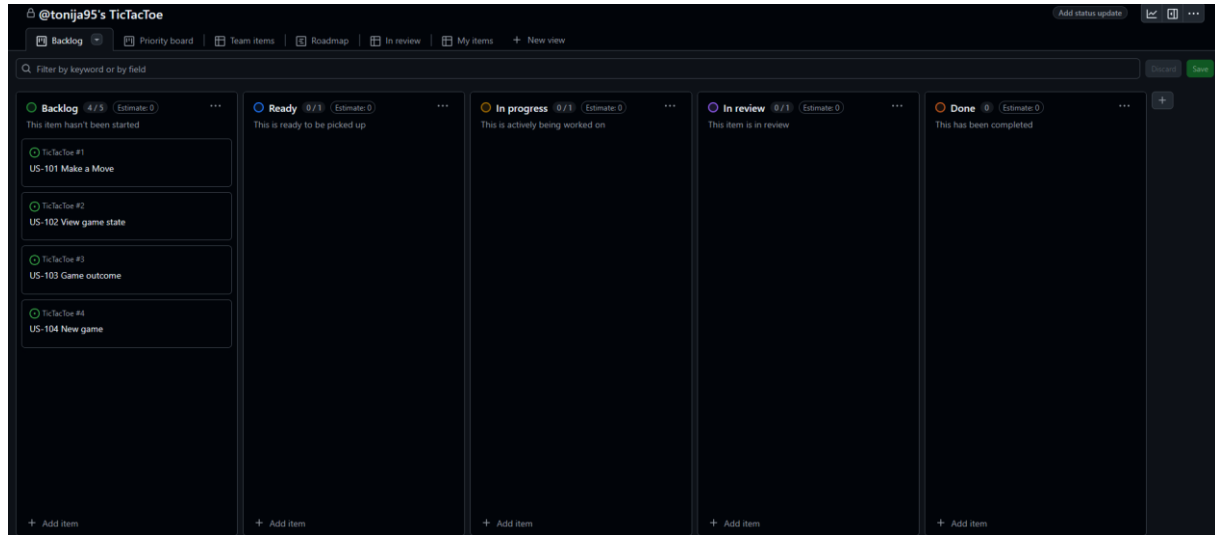 @tonija95's TicTacToe
Add status update
Backlog
Priority board
Team items
Roadmap
In review
My items
+ New view
Filter by keyword or by field
Discard
Save
Backlog 4 / 5 Estimate: 0
This item hasn't been started
TicTacToe #1
US-101 Make a Move
TicTacToe #2
US-102 View game state
TicTacToe #3
US-103 Game outcome
TicTacToe #4
US-104 New game
+ Add item
Ready 0 / 1 Estimate: 0
This is ready to be picked up
+ Add item
In progress 0 / 1 Estimate: 0
This is actively being worked on
+ Add item
In review 0 / 1 Estimate: 0
This item is in review
+ Add item
Done 0 Estimate: 0
This has been completed
+ Add item